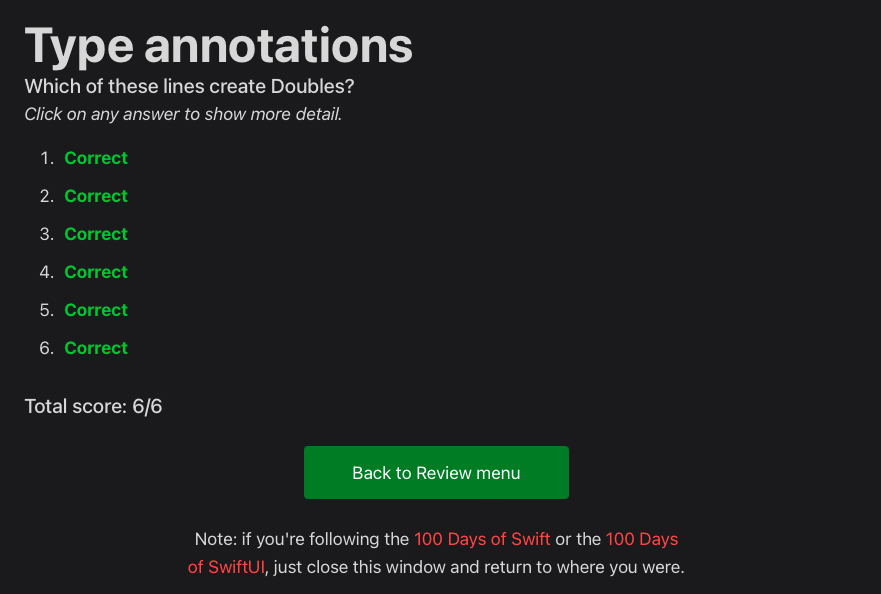 Type annotations
Which of these lines create Doubles?
Click on any answer to show more detail.
1. Correct
2. Correct
3. Correct
4. Correct
5. Correct
6. Correct
Total score: 6/6
Back to Review menu
Note: if you're following the 100 Days of Swift or the 100 Days
of SwiftUI, just close this window and return to where you were.